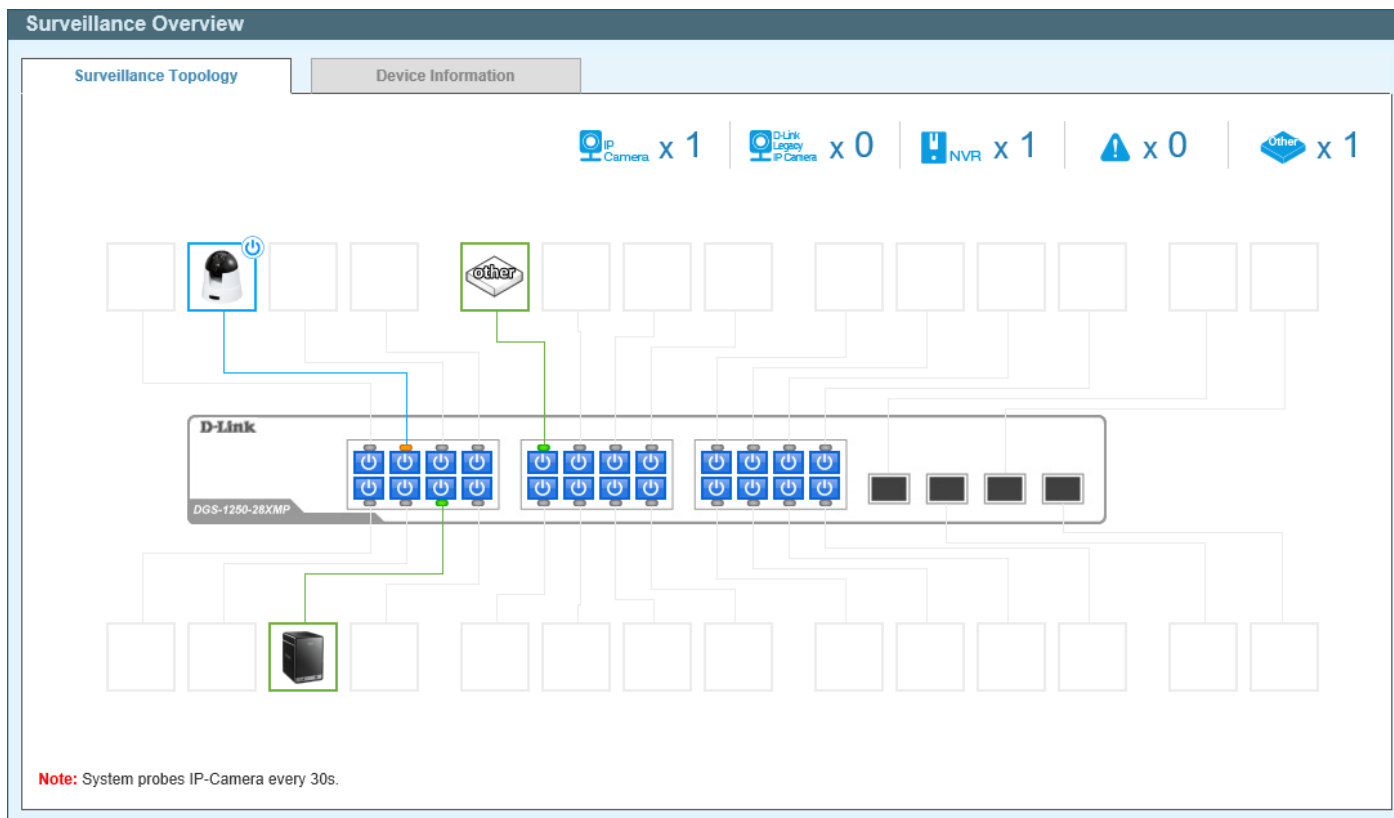 Surveillance Overview
Surveillance Topology
Device Information
IP Camera x 1
D-Link Legacy IP Camera x 0
NVR x 1
x 0
Other x 1
other
D-Link
DGS-1250-28XMP
Note: System probes IP-Camera every 30s.